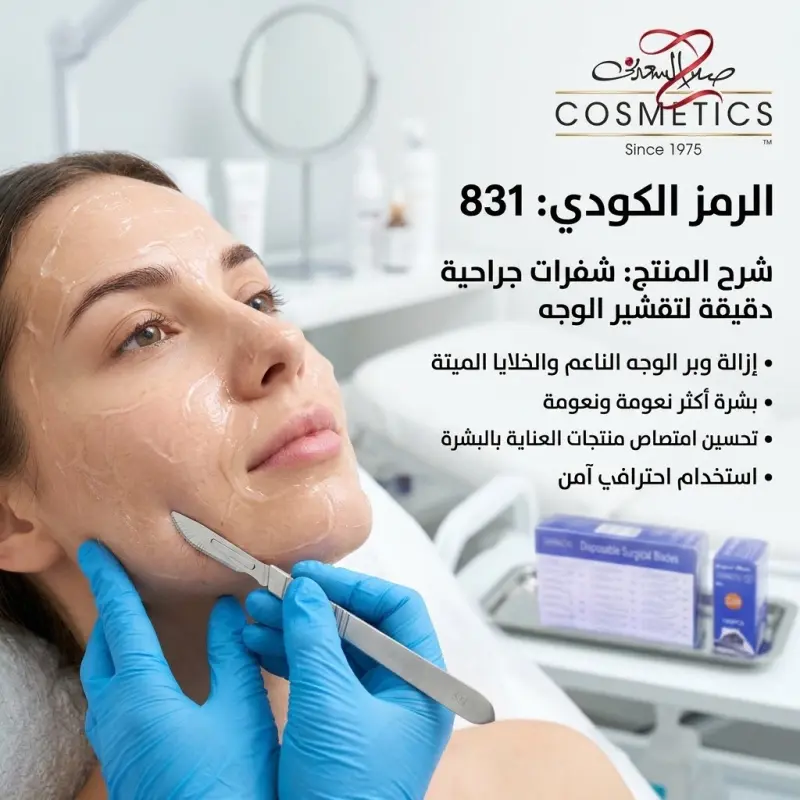 COSMETICS
Since 1975
TM
الرمز الكودي: 831
شرح المنتج: شفرات جراحية
دقيقة لتقشير الوجه
• إزالة وبر الوجه الناعم والخلايا الميتة
• بشرة أكثر نعومة ونعومة
• تحسين امتصاص منتجات العناية بالبشرة
• استخدام احترافي آمن
Disposable Surgical Blades